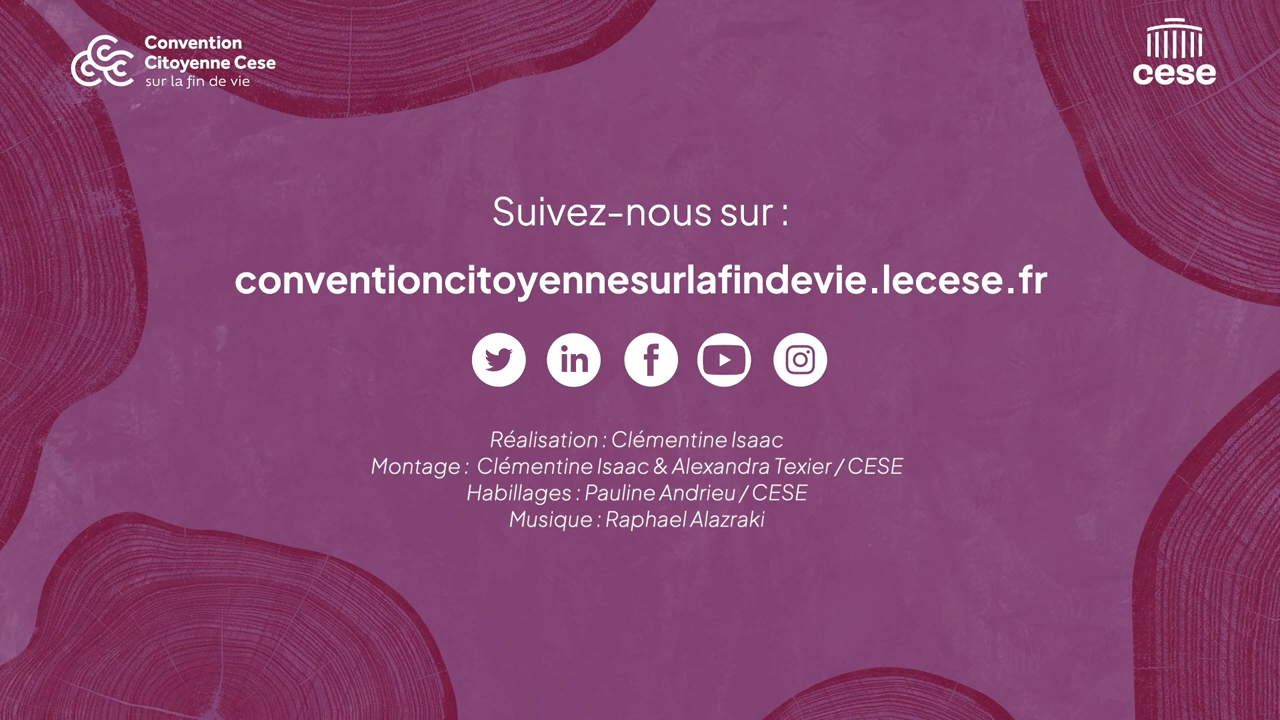 Convention
Citoyenne Cese
sur la fin de vie
cese
Suivez-nous sur :
conventioncitoyennesurlafindevie.lecese.fr
Réalisation : Clémentine Isaac
Montage : Clémentine Isaac & Alexandra Texier / CESE
Habillages : Pauline Andrieu / CESE
Musique : Raphael Alazraki